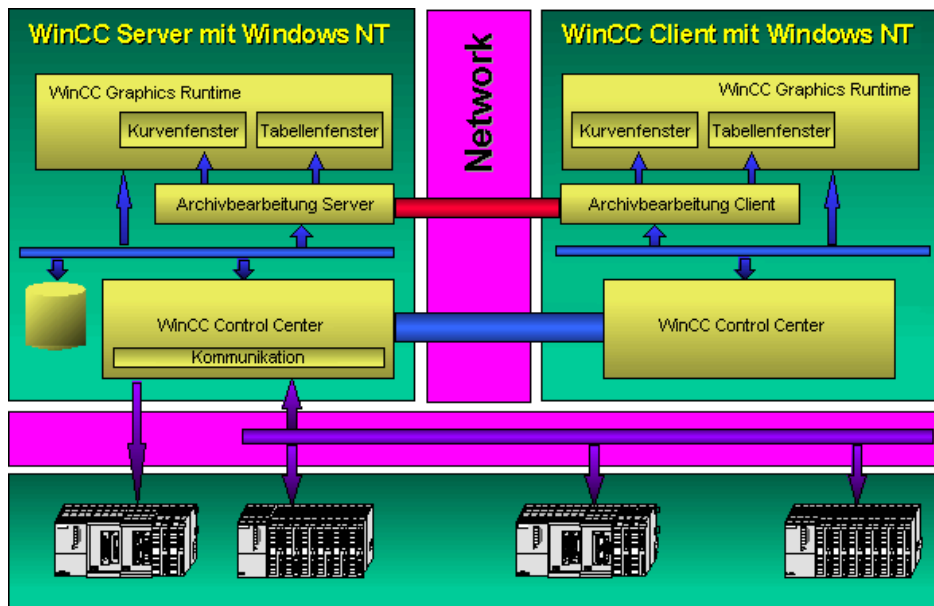 WinCC Server mit Windows NT
WinCC Graphics Runtime
Kurvenfenster
Tabellenfenster
Archivbearbeitung Server
WinCC Control Center
Kommunikation
Network
WinCC Client mit Windows NT
WinCC Graphics Runtime
Kurvenfenster
Tabellenfenster
Archivbearbeitung Client
WinCC Control Center